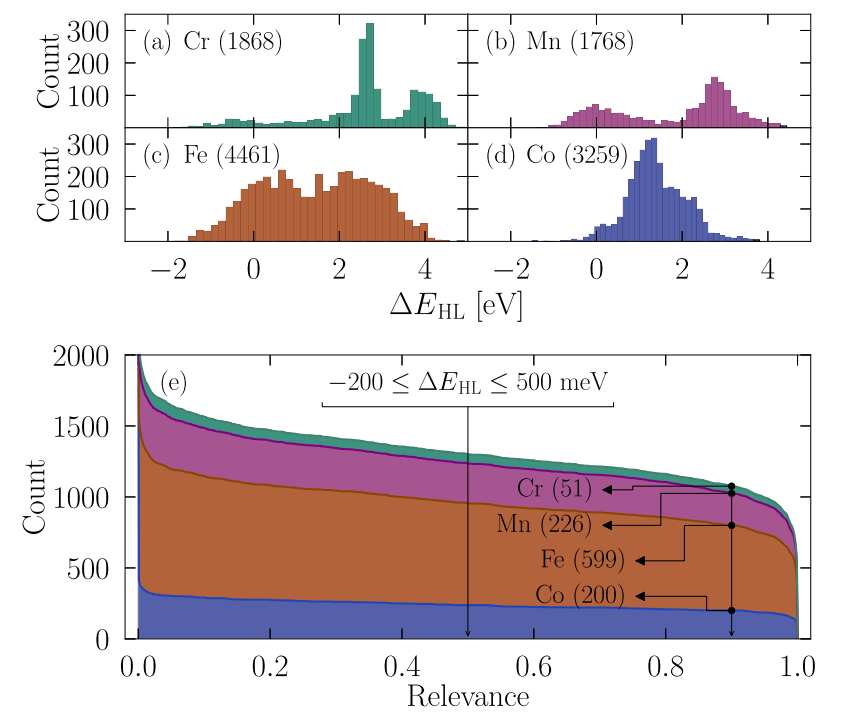 (a) Cr (1868)
(b) Mn (1768)
300
200
100
Count
(c) Fe (4461)
(d) Co (3259)
300
200
100
Count
−2 0 2 4 −2 0 2 4
ΔE_HL [eV]
(e)
−200 ≤ ΔE_HL ≤ 500 meV
2000
1500
1000
500
0
Count
Cr (51)
Mn (226)
Fe (599)
Co (200)
0.0 0.2 0.4 0.6 0.8 1.0
Relevance